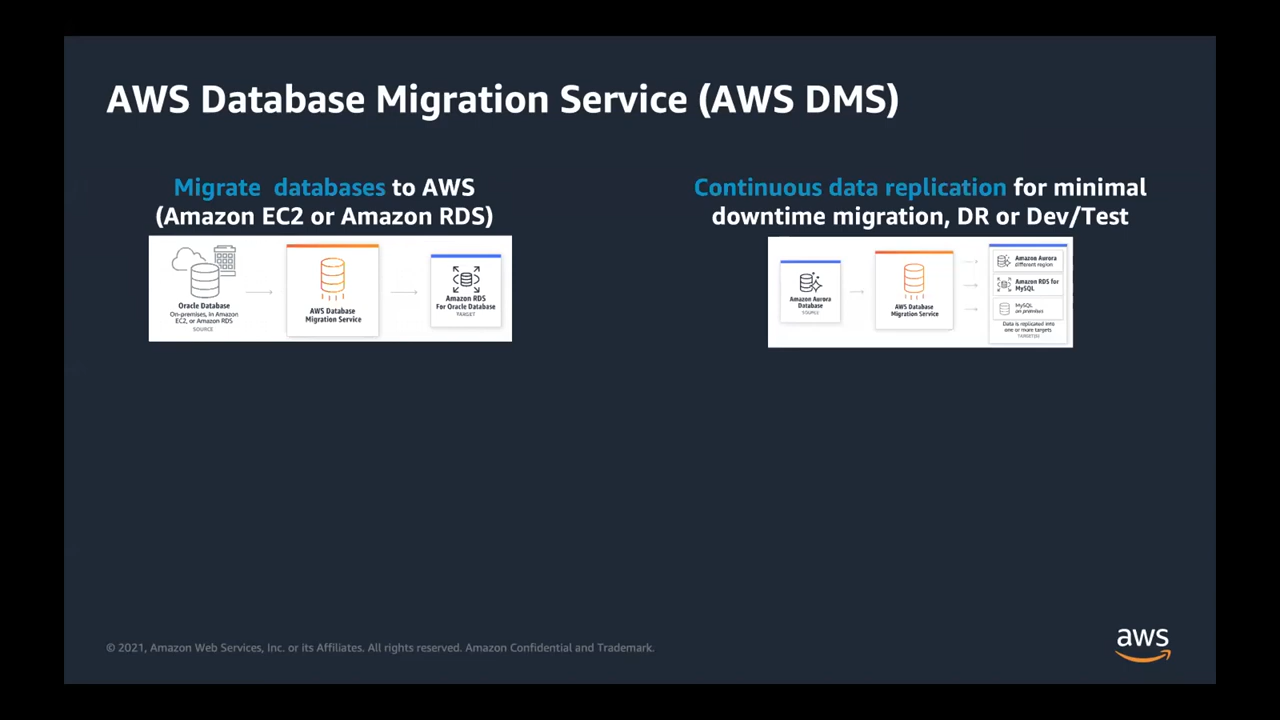 AWS Database Migration Service (AWS DMS)
Migrate databases to AWS
(Amazon EC2 or Amazon RDS)
Oracle Database
On-premises, in Amazon
EC2, or Amazon RDS
SOURCE
AWS Database
Migration Service
Amazon RDS
For Oracle Database
TARGET
Continuous data replication for minimal
downtime migration, DR or Dev/Test
Amazon Aurora
Database
SOURCE
AWS Database
Migration Service
Amazon Aurora
different region
Amazon RDS for
MySQL
MySQL
on premises
Data is replicated into
one or more targets
TARGET(S)
© 2021, Amazon Web Services, Inc. or its Affiliates. All rights reserved. Amazon Confidential and Trademark.
aws